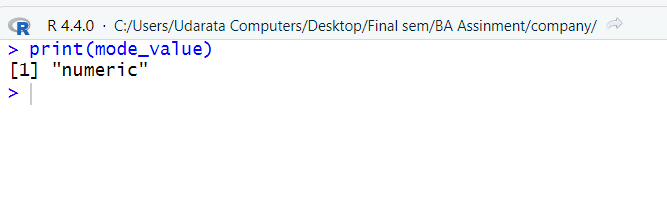 R R 4.4.0 · C:/Users/Udarata Computers/Desktop/Final sem/BA Assinment/company/
> print(mode_value)
[1] "numeric"
>